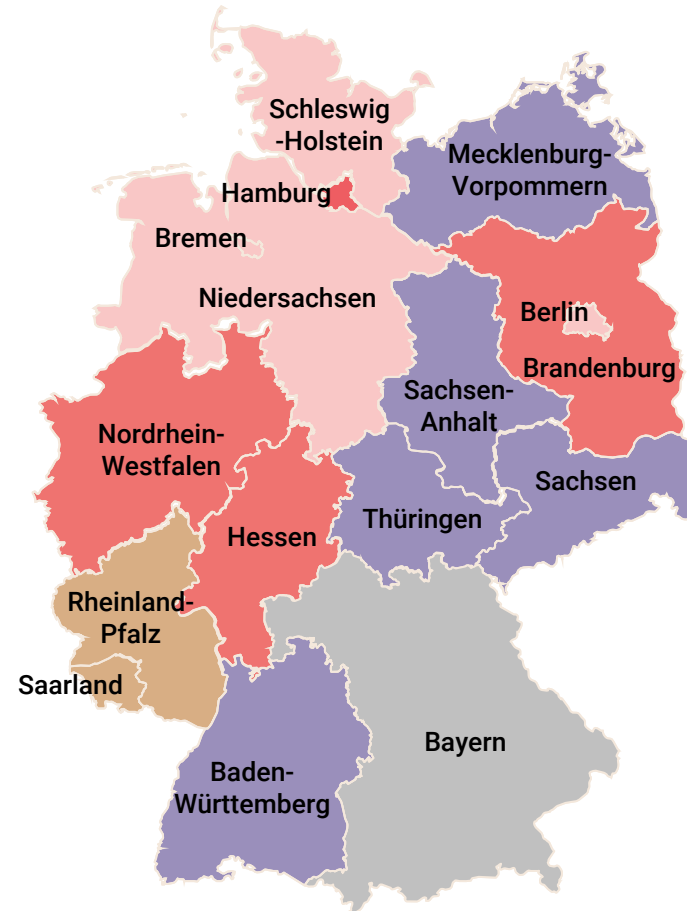 Schleswig
-Holstein
Mecklenburg-
Vorpommern
Hamburg
Bremen
Niedersachsen
Berlin
Brandenburg
Sachsen-
Anhalt
Nordrhein-
Westfalen
Sachsen
Thüringen
Hessen
Rheinland-
Pfalz
Saarland
Bayern
Baden-
Württemberg